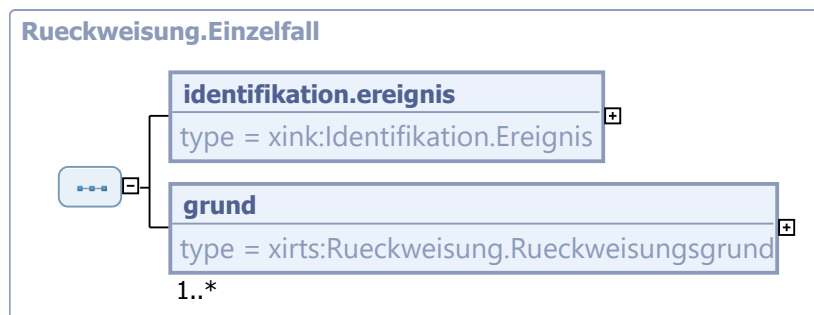 Rueckweisung.Einzelfall
identifikation.ereignis
type = xink:Identifikation.Ereignis
grund
type = xirts:Rueckweisung.Rueckweisungsgrund
1..*